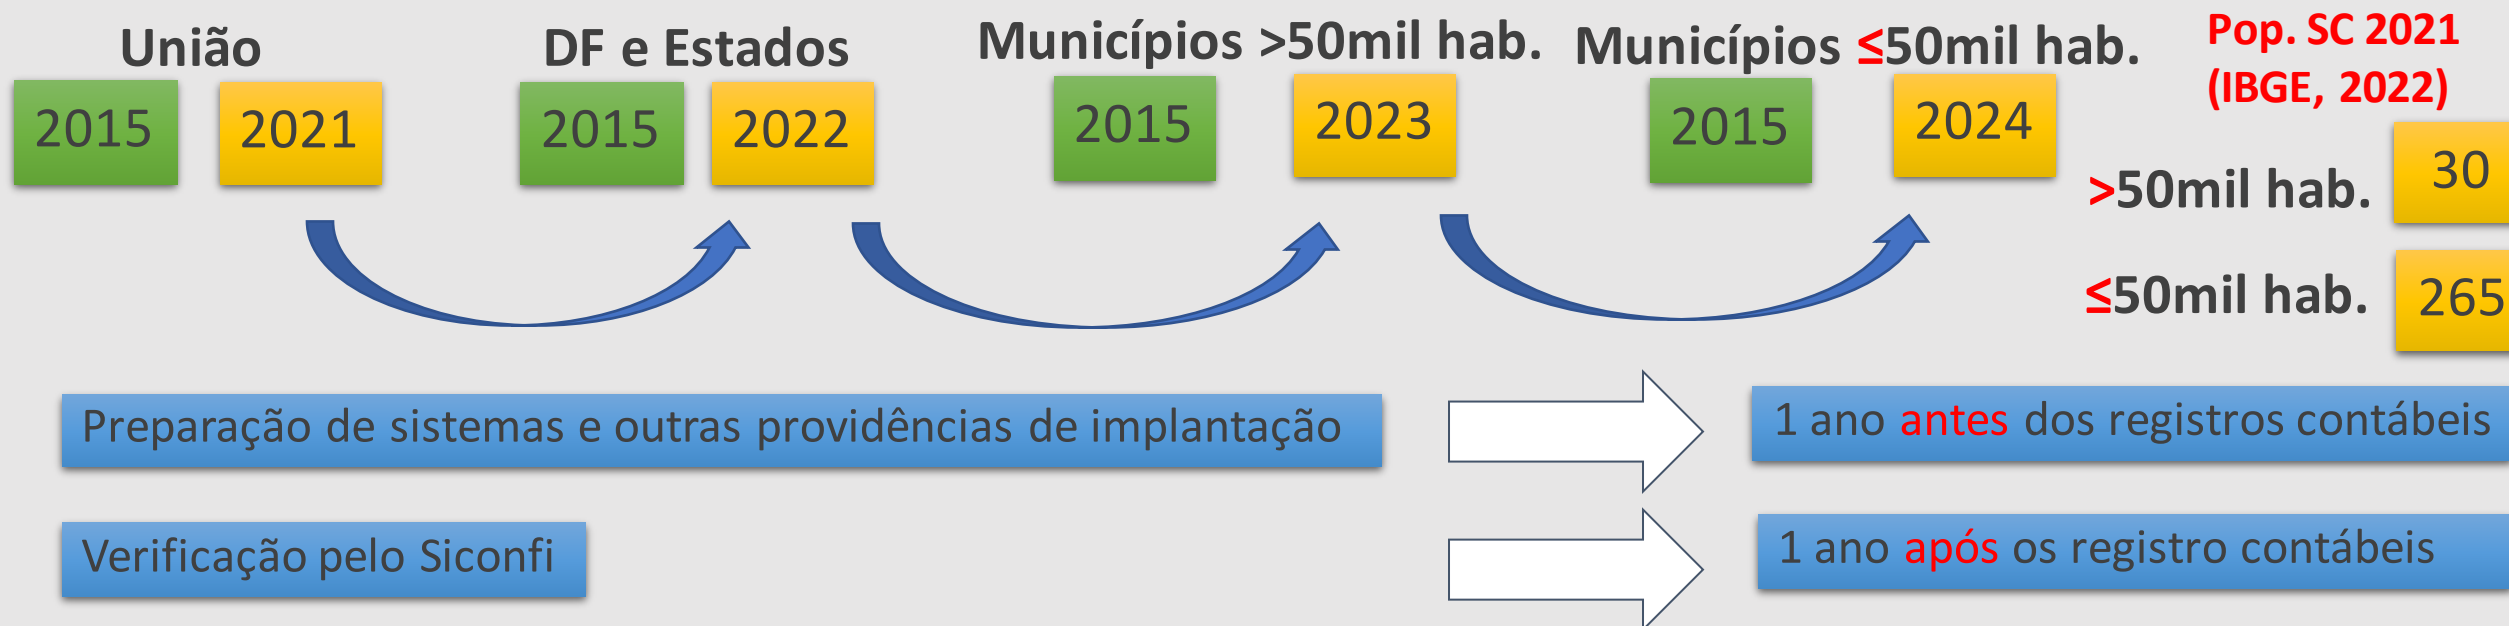 União
2015
2021
DF e Estados
2015
2022
Municípios >50mil hab.
2015
2023
Municípios ≤50mil hab.
2015
2024
Pop. SC 2021
(IBGE, 2022)
>50mil hab.
30
≤50mil hab.
265
Preparação de sistemas e outras providências de implantação
1 ano antes dos registros contábeis
Verificação pelo Siconfi
1 ano após os registro contábeis